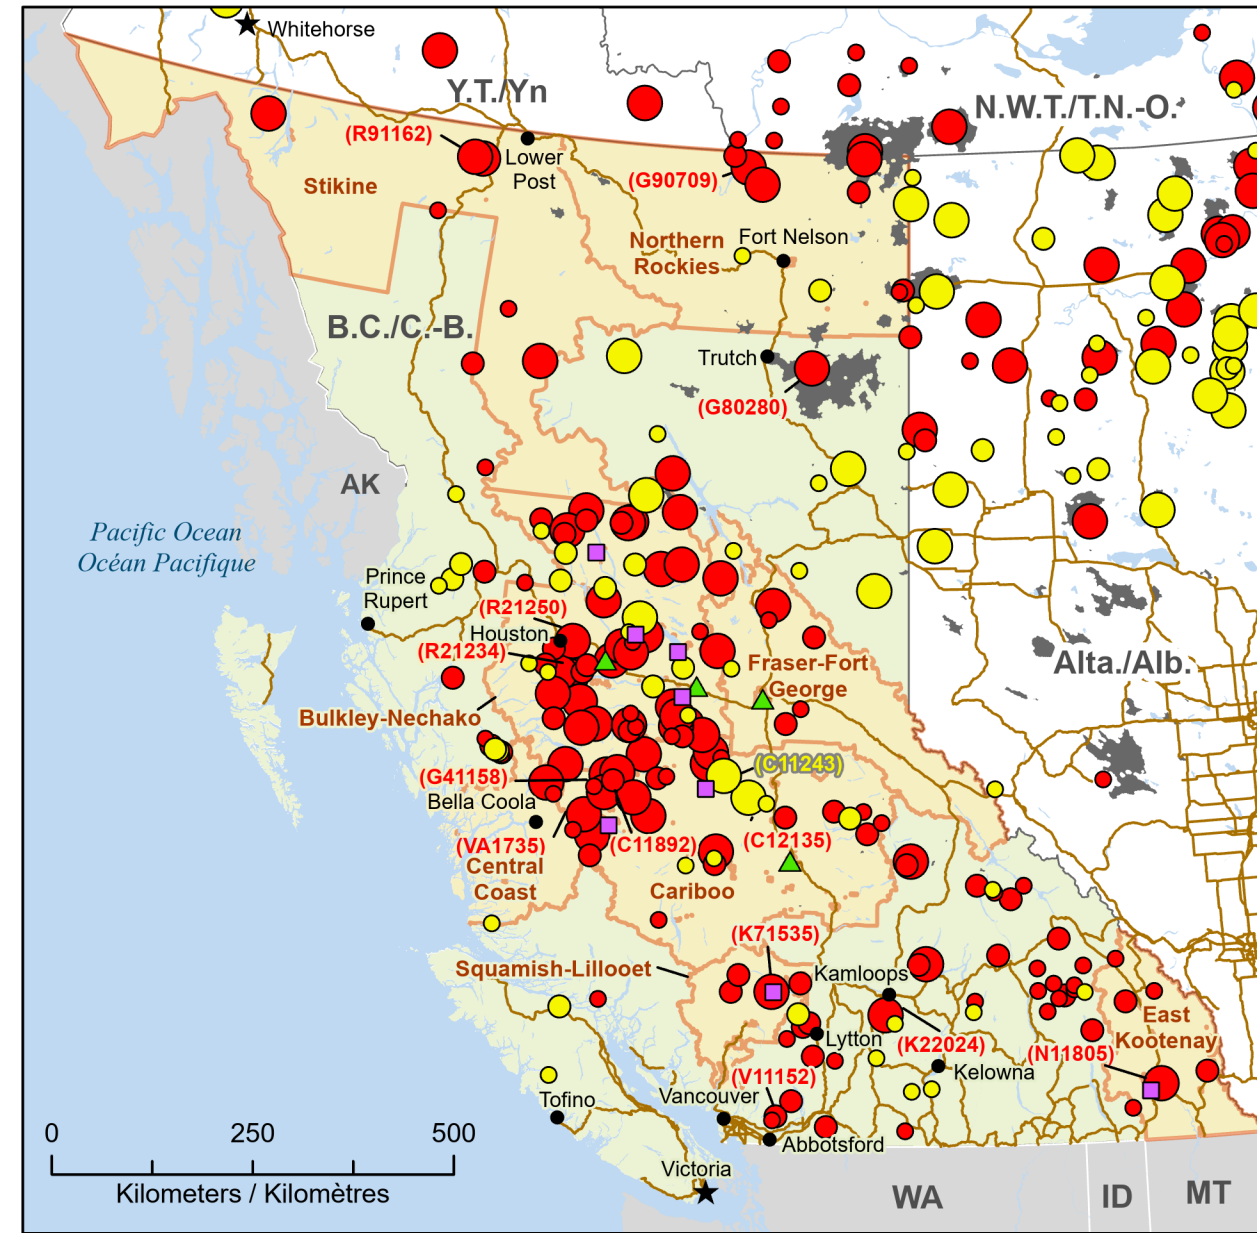 Whitehorse
Y.T./Yn
N.W.T./T.N.-O.
(R91162)
Lower
Post
Stikine
(G90709)
Northern
Rockies
Fort Nelson
B.C./C.-B.
Trutch
(G80280)
AK
Pacific Ocean
Océan Pacifique
Prince
Rupert
(R21250)
Houston
(R21234)
Fraser-Fort
George
Alta./Alb.
Bulkley-Nechako
(C11243)
(G41158)
Bella Coola
(VA1735)
(C11892)
(C12135)
Central
Coast
Cariboo
(K71535)
Squamish-Lillooet
Kamloops
East
Kootenay
Lytton
(K22024)
(N11805)
(V11152)
Kelowna
Tofino
Vancouver
Abbotsford
Victoria
0 250 500
Kilometers / Kilomètres
WA
ID
MT